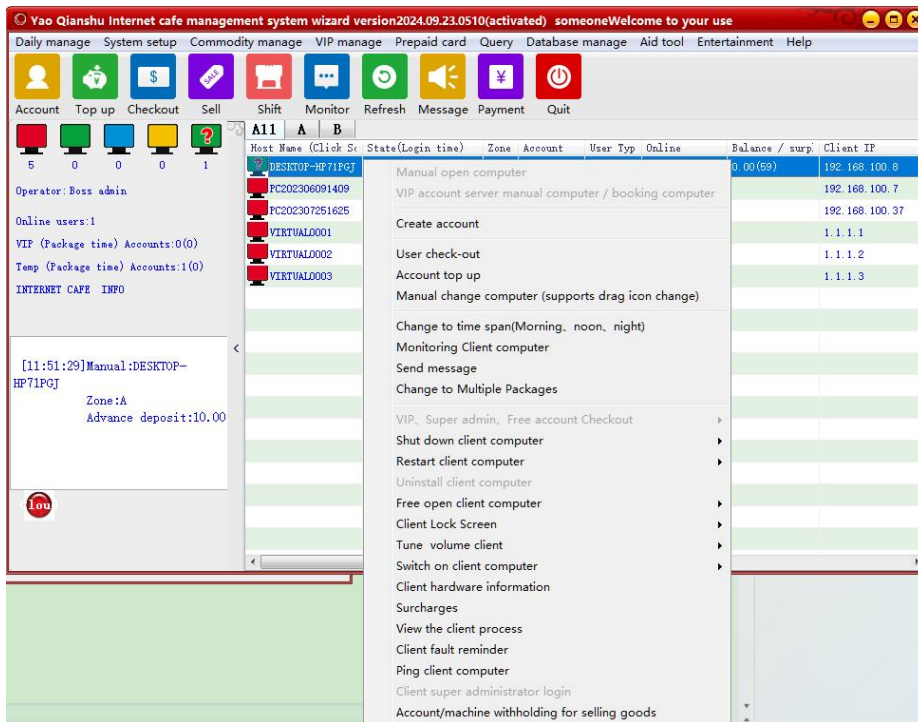 Yao Qianshu Internet cafe management system wizard version2024.09.23.0510(activated) someoneWelcome to your use
Daily manage System setup Commodity manage VIP manage Prepaid card Query Database manage Aid tool Entertainment Help
$ SALE ¥
Account Top up Checkout Sell Shift Monitor Refresh Message Payment Quit
All A B
Host Name (Click Sc State(Login time) Zone Account User Typ Online Balance / surp. Client IP
5 0 0 0 1
Operator:Boss admin
Online users:1
VIP (Package time) Accounts:0(0)
Temp (Package time) Accounts:1(0)
INTERNET CAFE INFO
[11:51:29]Manual:DESKTOP-
HP71PGJ
Zone:A
Advance deposit:10.00
lou
DESKTOP-HP71PGJ 0.00(59) 192.168.100.8
PC202306091409 192.168.100.7
PC202307251625 192.168.100.37
VIRTUAL0001 1.1.1.1
VIRTUAL0002 1.1.1.2
VIRTUAL0003 1.1.1.3
Manual open computer
VIP account server manual computer / booking computer
Create account
User check-out
Account top up
Manual change computer (supports drag icon change)
Change to time span(Morning、noon、night)
Monitoring Client computer
Send message
Change to Multiple Packages
VIP、Super admin、Free account Checkout
Shut down client computer
Restart client computer
Uninstall client computer
Free open client computer
Client Lock Screen
Tune volume client
Switch on client computer
Client hardware information
Surcharges
View the client process
Client fault reminder
Ping client computer
Client super administrator login
Account/machine withholding for selling goods